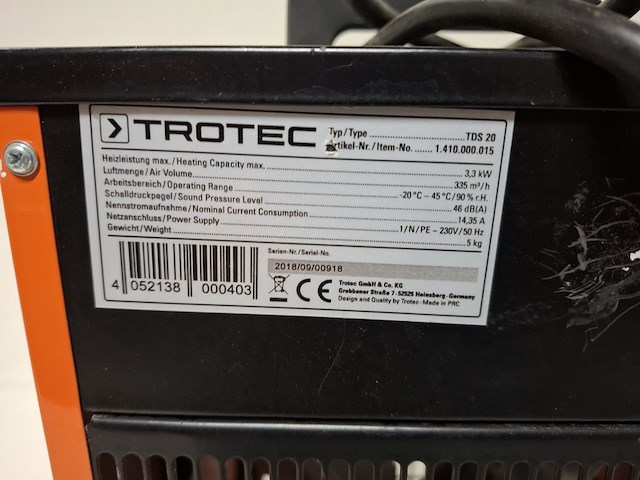 TROTEC
Typ/Type ........ TDS 20
Artikel-Nr./Item-No. ........ 1.410.000.015
Heizleistung max./Heating Capacity max. ........ 3,3 kW
Luftmenge/Air Volume ........ 335 m³/h
Arbeitsbereich/Operating Range ........ -20°C – 45°C/90% r.H.
Schalldruckpegel/Sound Pressure Level ........ 46 dB(A)
Nennstromaufnahme/Nominal Current Consumption ........ 14,35 A
Netzanschluss/Power Supply ........ 1/N/PE ~ 230V/50 Hz
Gewicht/Weight ........ 5 kg
Serien-Nr./Serial-No.
2018/09/00918
4 052138 000403
CE
Trotec GmbH & Co. KG
Grebbener Straße 7 · 52525 Heinsberg · Germany
Design and Quality by Trotec · Made in PRC